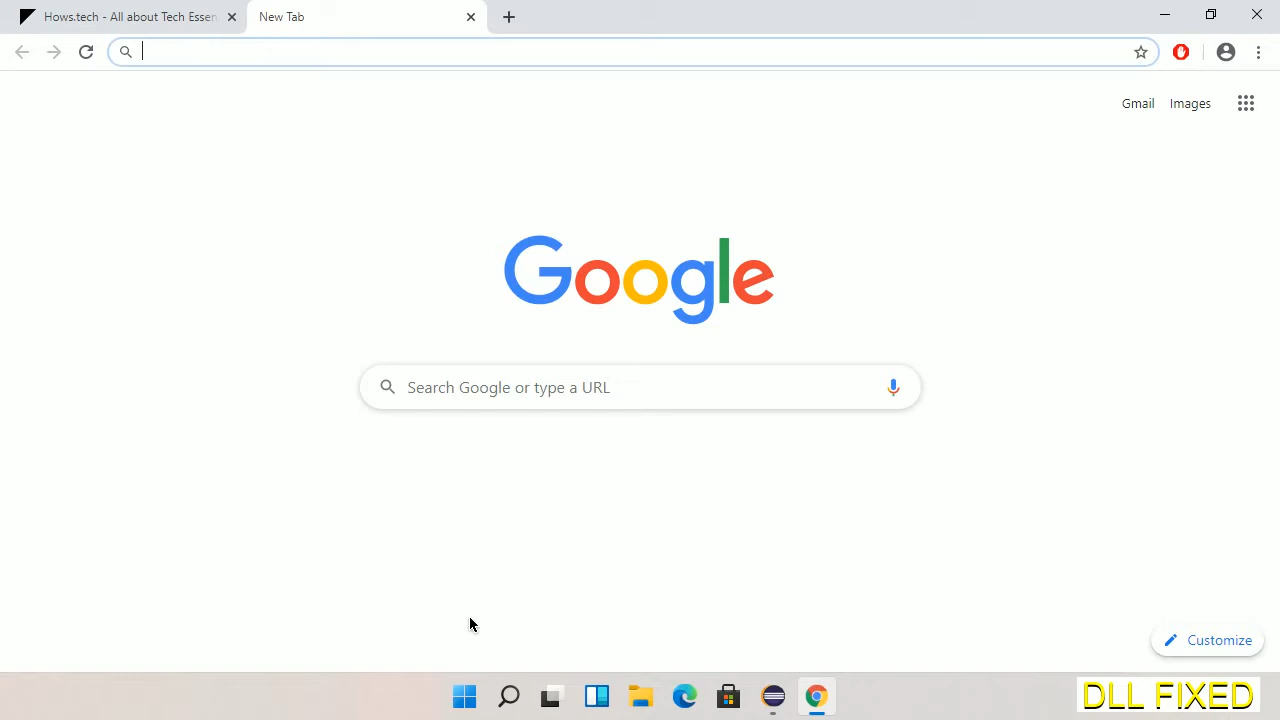 Hows.tech - All about Tech Essen
New Tab
Gmail
Images
Google
Search Google or type a URL
Customize
DLL FIXED